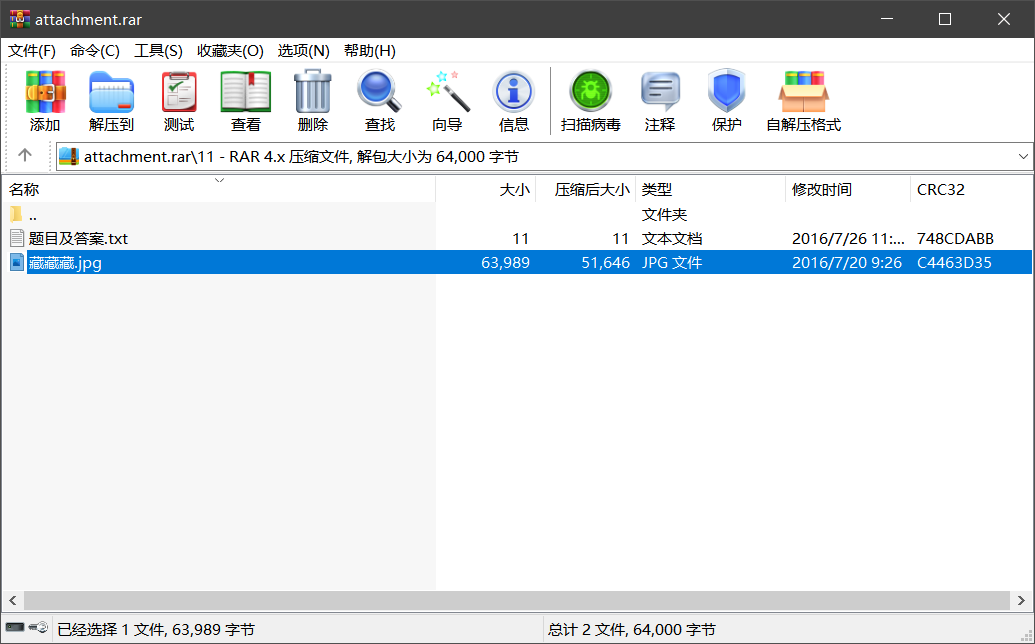 attachment.rar
文件(F) 命令(C) 工具(S) 收藏夹(O) 选项(N) 帮助(H)
添加 解压到 测试 查看 删除 查找 向导 信息 扫描病毒 注释 保护 自解压格式
attachment.rar\11 - RAR 4.x 压缩文件, 解包大小为 64,000 字节
名称 大小 压缩后大小 类型 修改时间 CRC32
.. 文件夹
题目及答案.txt 11 11 文本文档 2016/7/26 11:... 748CDABB
藏藏藏.jpg 63,989 51,646 JPG 文件 2016/7/20 9:26 C4463D35
已经选择 1 文件, 63,989 字节 总计 2 文件, 64,000 字节